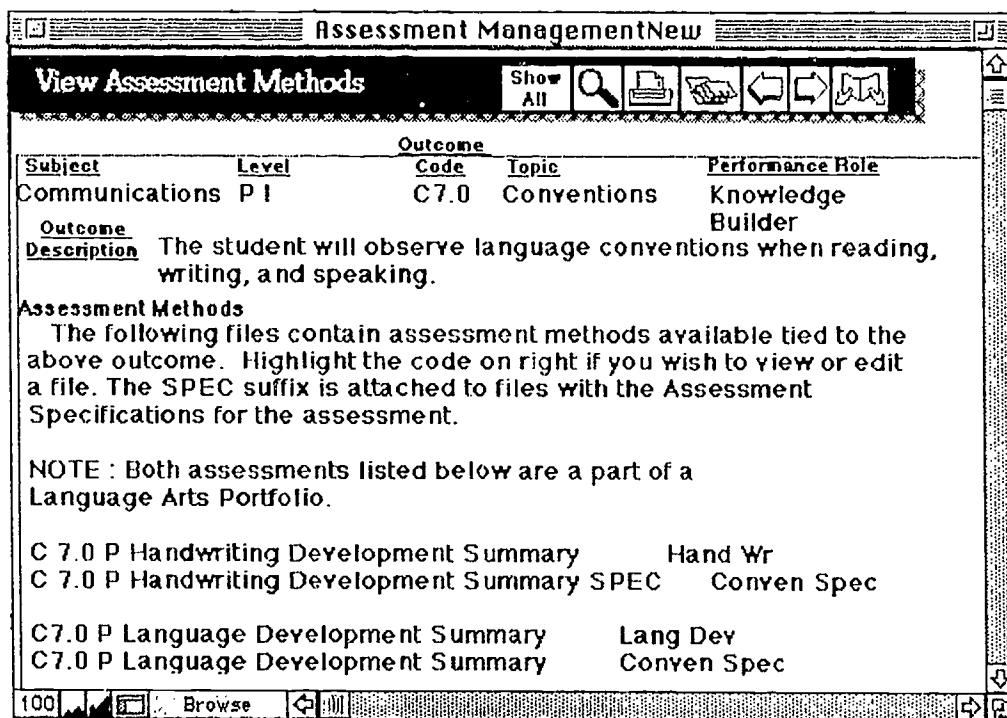 Assessment ManagementNew
View Assessment Methods
Show All
Outcome
Subject Level Code Topic Performance Role
Communications P I C7.0 Conventions Knowledge
Builder
Outcome
Description The student will observe language conventions when reading,
writing, and speaking.
Assessment Methods
The following files contain assessment methods available tied to the
above outcome. Highlight the code on right if you wish to view or edit
a file. The SPEC suffix is attached to files with the Assessment
Specifications for the assessment.
NOTE : Both assessments listed below are a part of a
Language Arts Portfolio.
C 7.0 P Handwriting Development Summary Hand Wr
C 7.0 P Handwriting Development Summary SPEC Conven Spec
C7.0 P Language Development Summary Lang Dev
C7.0 P Language Development Summary Conven Spec
100 Browse